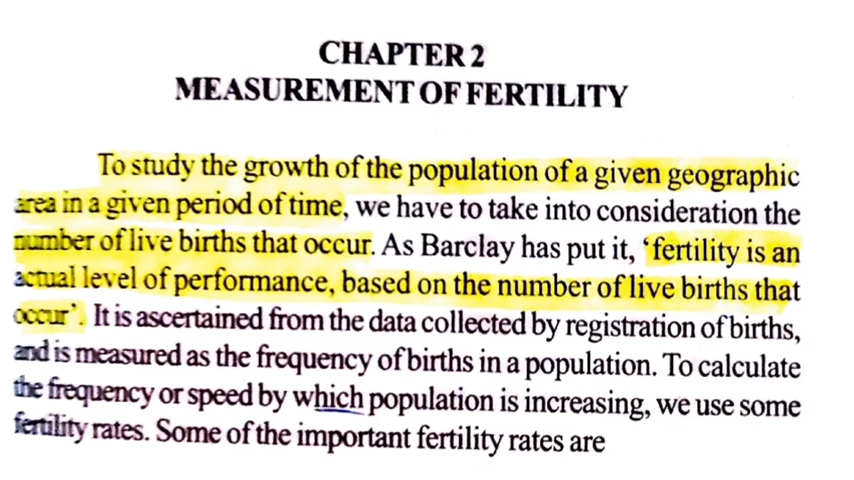 CHAPTER 2
MEASUREMENT OF FERTILITY
To study the growth of the population of a given geographic
area in a given period of time, we have to take into consideration the
number of live births that occur. As Barclay has put it, ‘fertility is an
actual level of performance, based on the number of live births that
occur’. It is ascertained from the data collected by registration of births,
and is measured as the frequency of births in a population. To calculate
the frequency or speed by which population is increasing, we use some
fertility rates. Some of the important fertility rates are